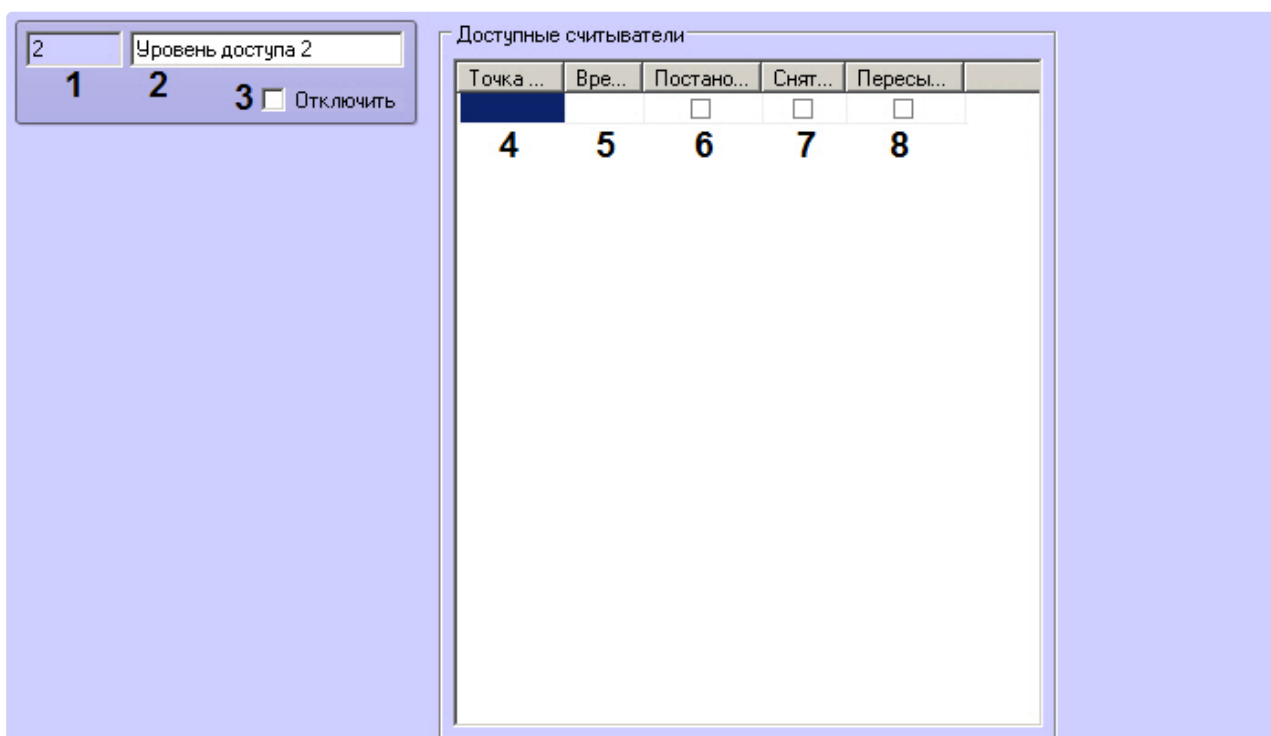 2 Уровень доступа 2
1 2 3 Отключить
Доступные считыватели
Точка ... Вре... Постано... Снят... Пересы...
4 5 6 7 8